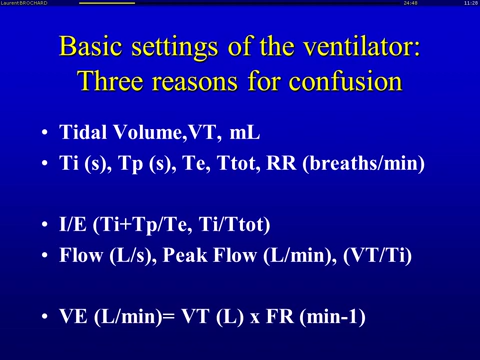 Laurent BROCHARD 24:48 11:28
Basic settings of the ventilator:
Three reasons for confusion
• Tidal Volume,VT, mL
• Ti (s), Tp (s), Te, Ttot, RR (breaths/min)
• I/E (Ti+Tp/Te, Ti/Ttot)
• Flow (L/s), Peak Flow (L/min), (VT/Ti)
• VE (L/min)= VT (L) x FR (min-1)